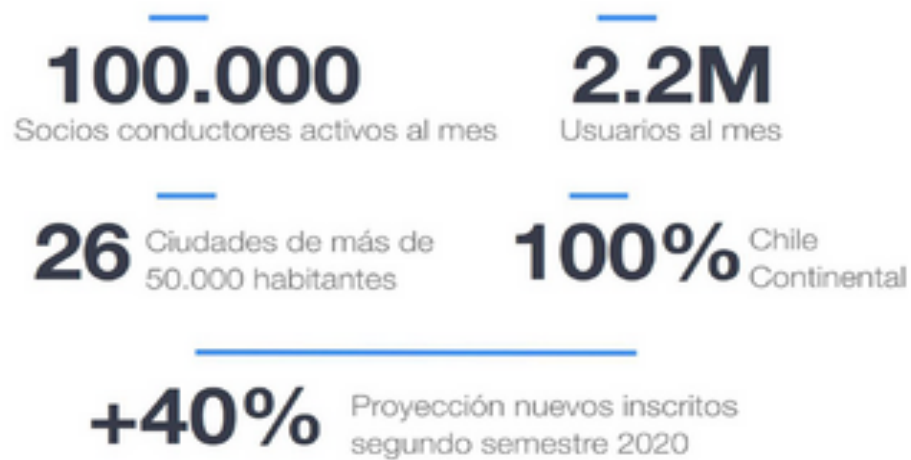 100.000
Socios conductores activos al mes
2.2M
Usuarios al mes
26
Ciudades de más de
50.000 habitantes
100%
Chile
Continental
+40%
Proyección nuevos inscritos
segundo semestre 2020